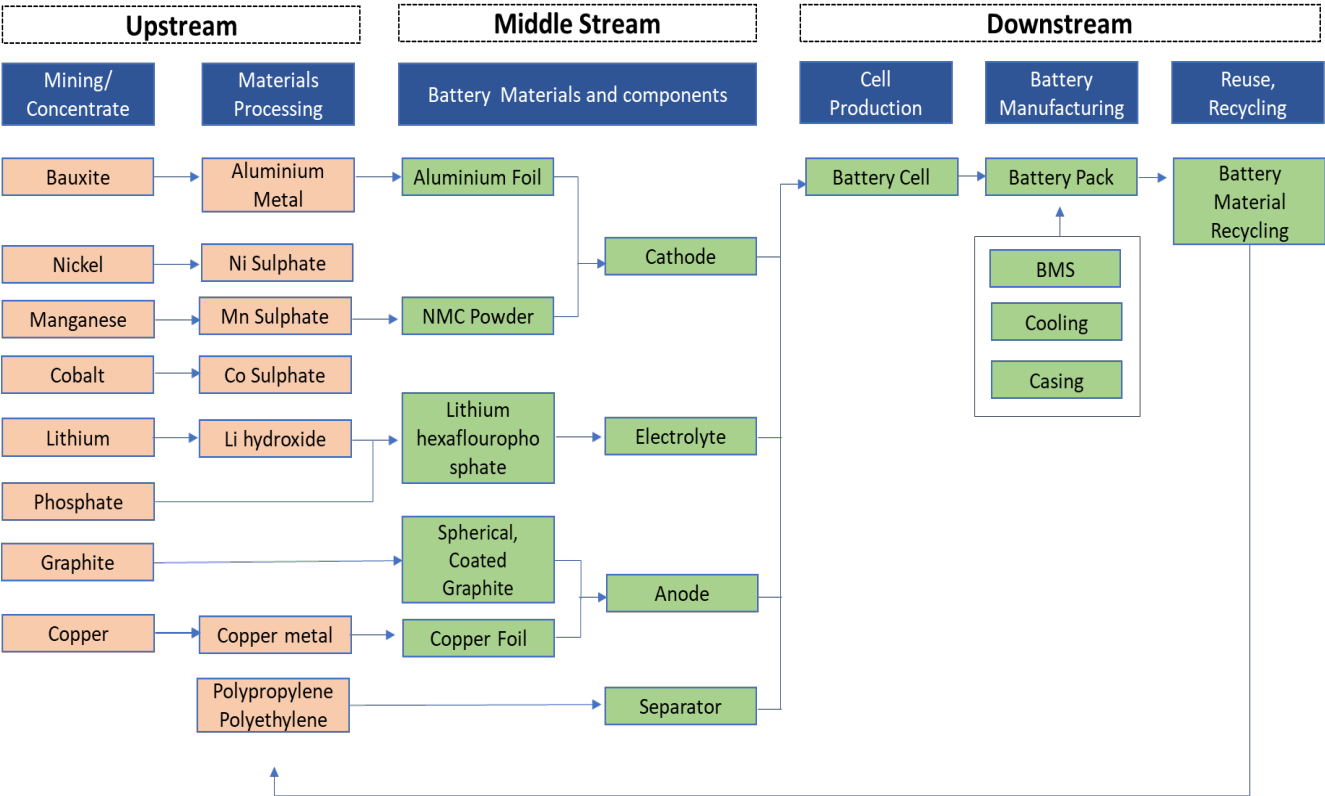 Upstream
Middle Stream
Downstream
Mining/
Concentrate
Materials
Processing
Battery Materials and components
Cell
Production
Battery
Manufacturing
Reuse,
Recycling
Bauxite
Aluminium
Metal
Aluminium Foil
Battery Cell
Battery Pack
Battery
Material
Recycling
Nickel
Ni Sulphate
Cathode
BMS
Manganese
Mn Sulphate
NMC Powder
Cooling
Cobalt
Co Sulphate
Casing
Lithium
Li hydroxide
Lithium
hexaflouropho
sphate
Electrolyte
Phosphate
Graphite
Spherical,
Coated
Graphite
Anode
Copper
Copper metal
Copper Foil
Polypropylene
Polyethylene
Separator